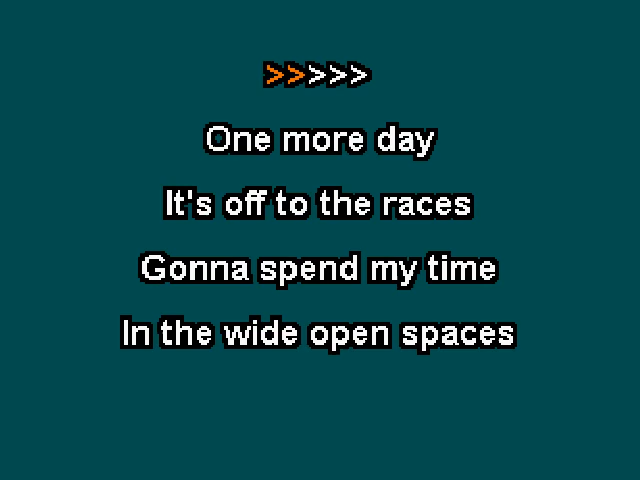 >>>>>
One more day
It's off to the races
Gonna spend my time
In the wide open spaces